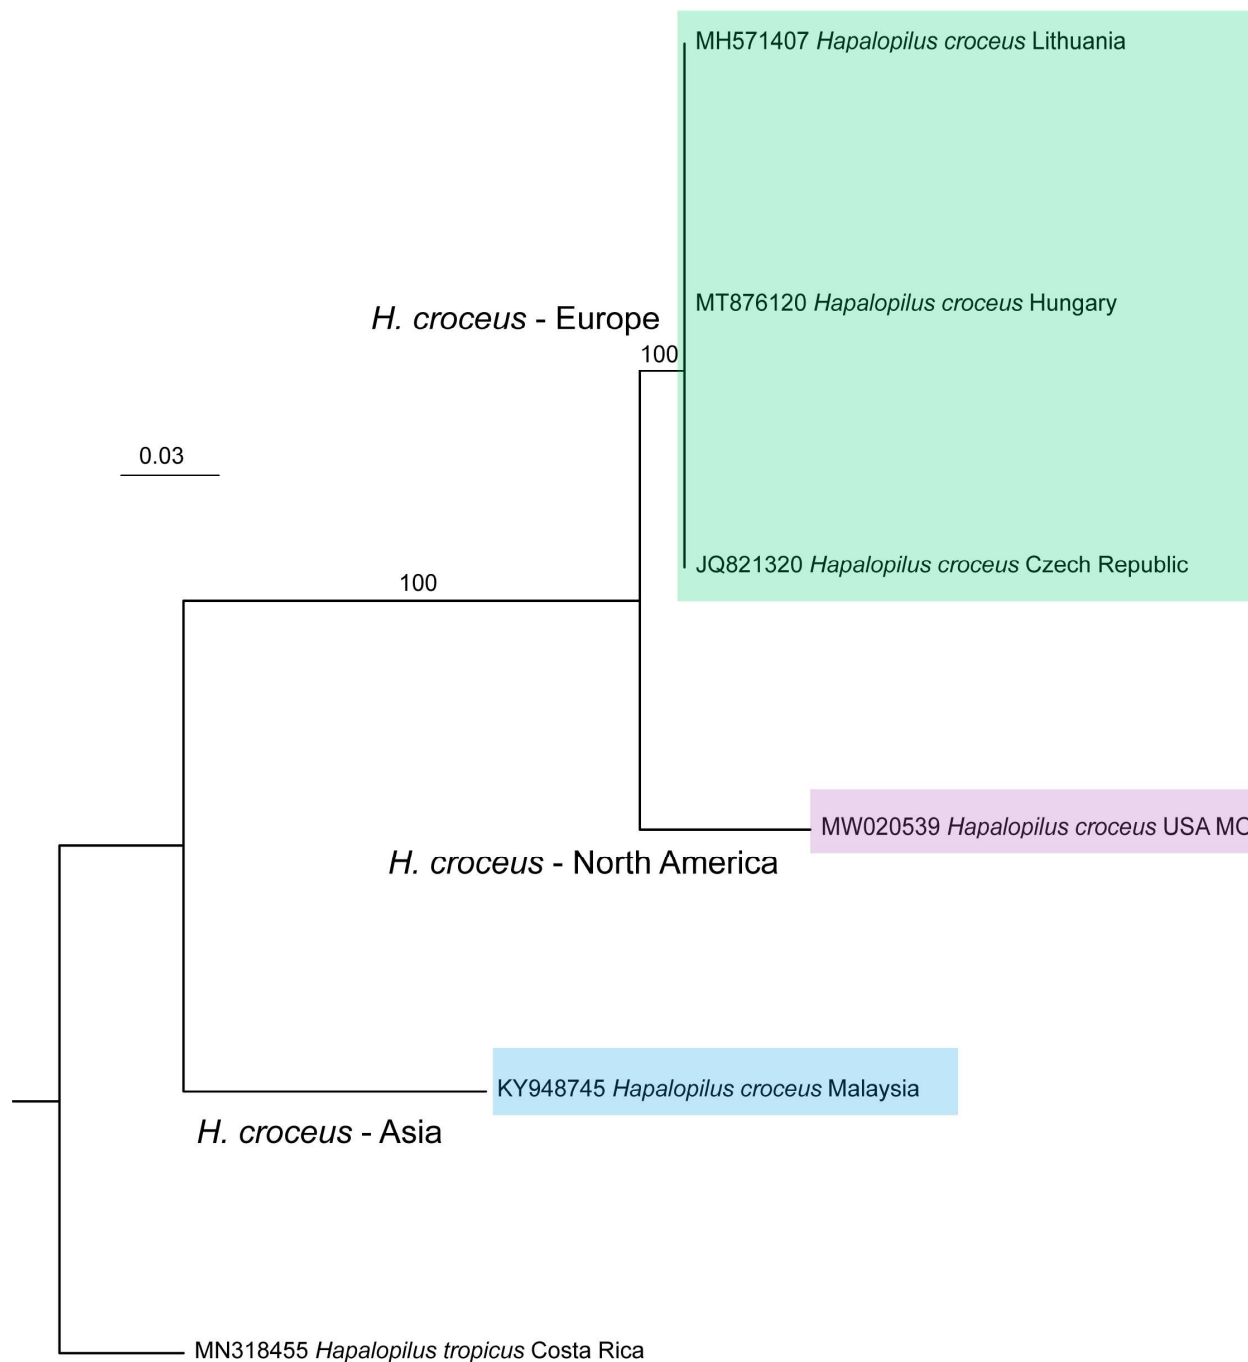 MH571407 Hapalopilus croceus Lithuania
MT876120 Hapalopilus croceus Hungary
H. croceus - Europe
100
0.03
JQ821320 Hapalopilus croceus Czech Republic
100
MW020539 Hapalopilus croceus USA MO
H. croceus - North America
KY948745 Hapalopilus croceus Malaysia
H. croceus - Asia
MN318455 Hapalopilus tropicus Costa Rica